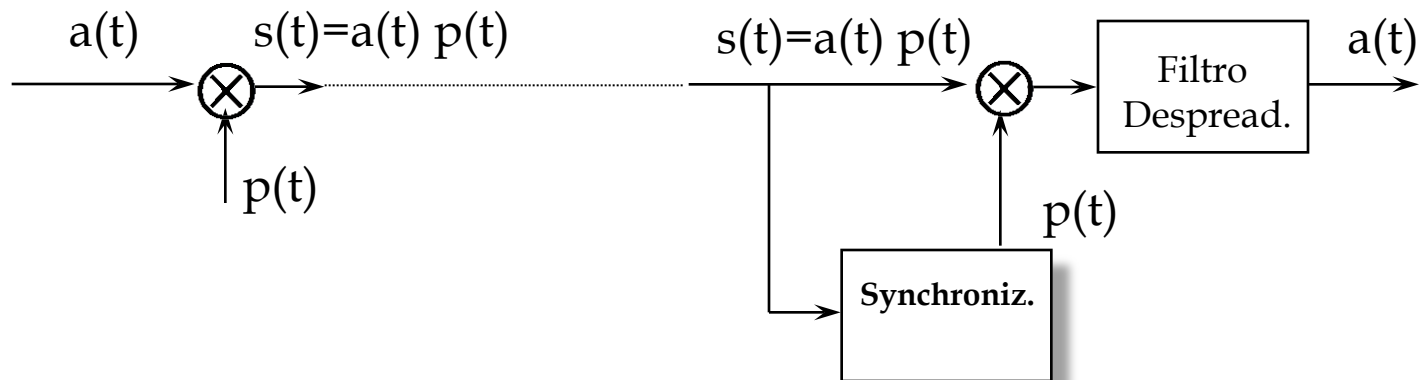 a(t)
s(t)=a(t) p(t)
p(t)
s(t)=a(t) p(t)
Filtro
Despread.
a(t)
p(t)
Synchroniz.